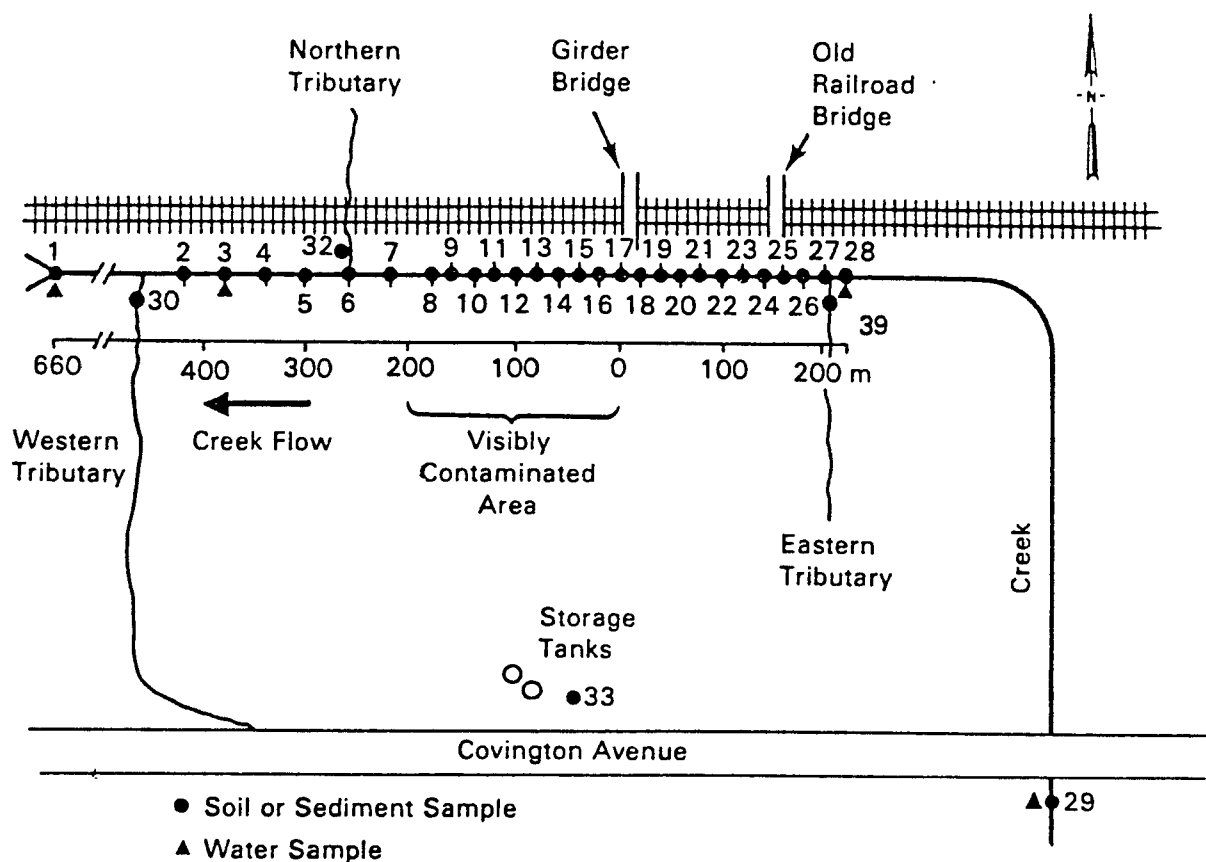 Northern
Tributary
Girder
Bridge
Old
Railroad
Bridge
N
1 2 3 4 32 7 9 11 13 15 17 19 21 23 25 27 28
30 5 6 8 10 12 14 16 18 20 22 24 26 39
660 400 300 200 100 0 100 200 m
Western
Tributary
Creek Flow
Visibly
Contaminated
Area
Eastern
Tributary
Creek
Storage
Tanks
33
Covington Avenue
29
Soil or Sediment Sample
Water Sample